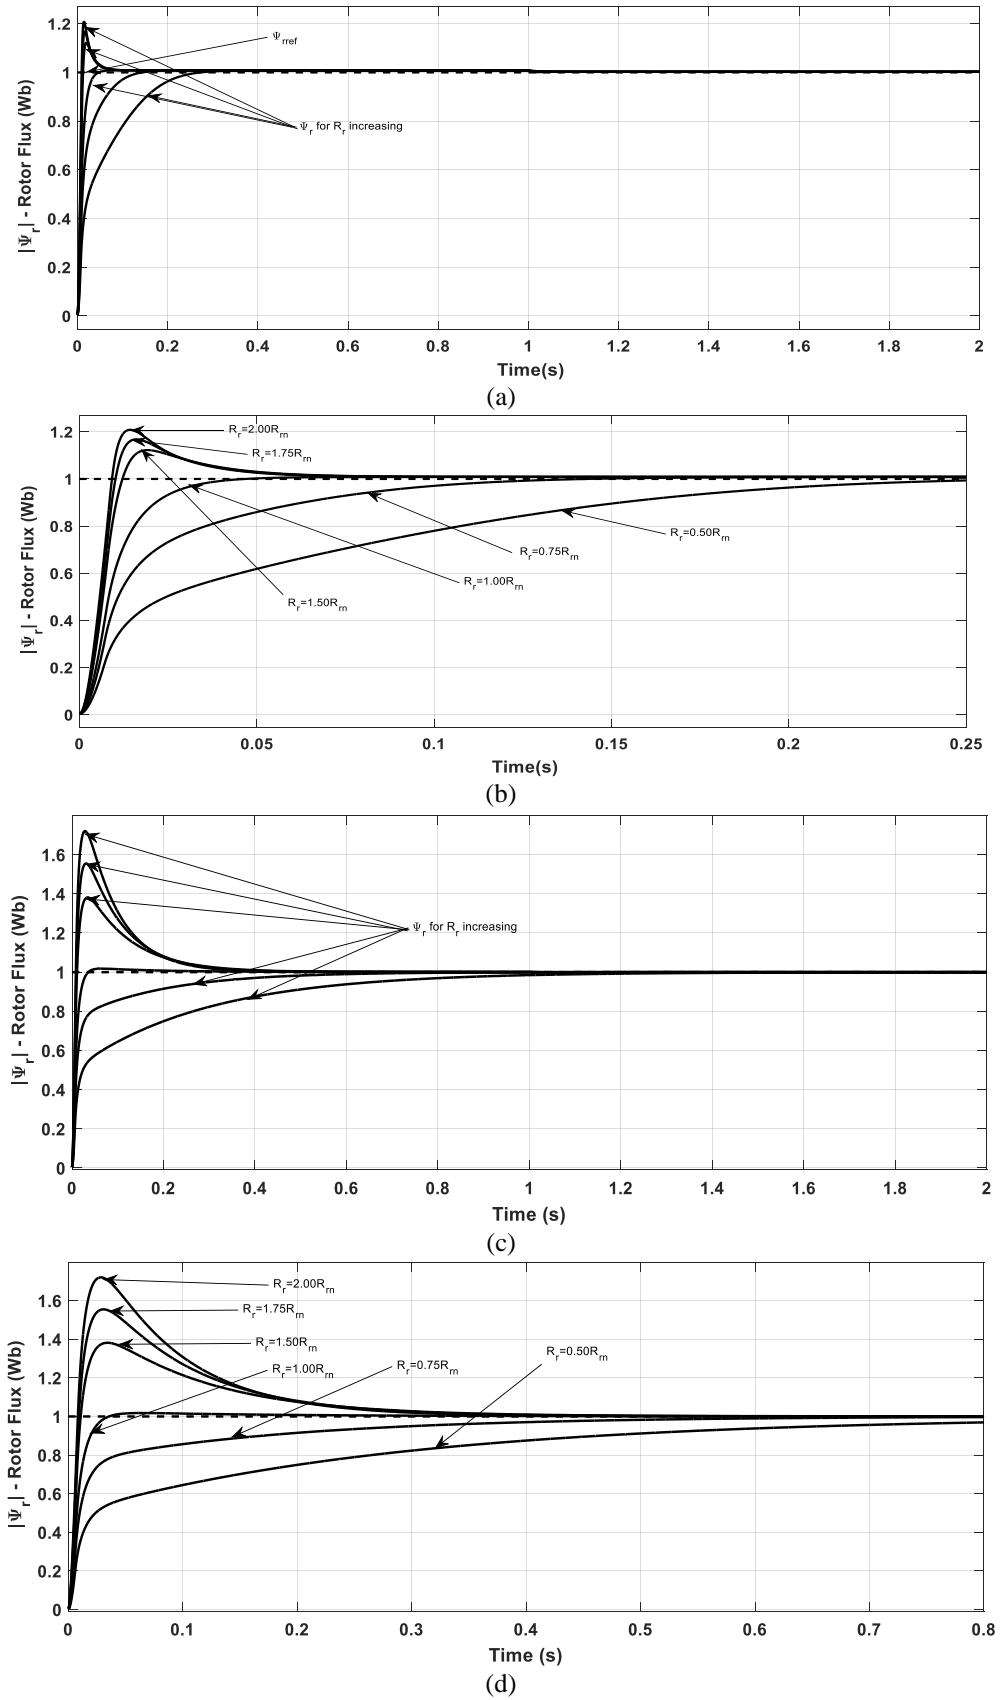 |Ψr| - Rotor Flux (Wb)
1.2
1
0.8
0.6
0.4
0.2
0
Ψrref
Ψr for Rr increasing
0 0.2 0.4 0.6 0.8 1 1.2 1.4 1.6 1.8 2
Time(s)
(a)
|Ψr| - Rotor Flux (Wb)
1.2
1
0.8
0.6
0.4
0.2
0
Rr=2.00Rrn
Rr=1.75Rrn
Rr=0.50Rrn
Rr=0.75Rrn
Rr=1.00Rrn
Rr=1.50Rrn
0 0.05 0.1 0.15 0.2 0.25
Time(s)
(b)
|Ψr| - Rotor Flux (Wb)
1.6
1.4
1.2
1
0.8
0.6
0.4
0.2
0
Ψr for Rr increasing
0 0.2 0.4 0.6 0.8 1 1.2 1.4 1.6 1.8 2
Time (s)
(c)
|Ψr| - Rotor Flux (Wb)
1.6
1.4
1.2
1
0.8
0.6
0.4
0.2
0
Rr=2.00Rrn
Rr=1.75Rrn
Rr=1.50Rrn
Rr=0.50Rrn
Rr=1.00Rrn
Rr=0.75Rrn
0 0.1 0.2 0.3 0.4 0.5 0.6 0.7 0.8
Time (s)
(d)